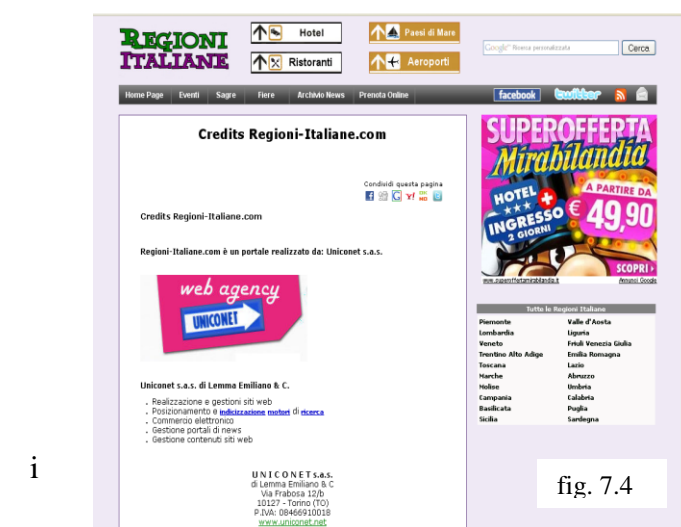 REGIONI
ITALIANE
Hotel
Paesi di Mare
Ristoranti
Aeroporti
Google™ Ricerca personalizzata
Cerca
Home Page Eventi Sagre Fiere Archivio News Prenota Online
facebook twitter
Credits Regioni-Italiane.com
Condividi questa pagina
Credits Regioni-Italiane.com
Regioni-Italiane.com è un portale realizzato da: Uniconet s.a.s.
web agency
UNICONET
Uniconet s.a.s. di Lemma Emiliano & C.
Realizzazione e gestioni siti web
Posizionamento e indicizzazione motori di ricerca
Commercio elettronico
Gestione portali di news
Gestione contenuti siti web
U N I C O N E T s.a.s.
di Lemma Emiliano & C
Via Frabosa 12/b
10127 - Torino (TO)
P.IVA: 08466910018
www.uniconet.net
SUPEROFFERTA
Mirabilandia
HOTEL +
INGRESSO
2 GIORNI
A PARTIRE DA
€ 49,90
SCOPRI
www.superoffertamirabilandia.it Annunci Google
Tutte le Regioni Italiane
Piemonte Valle d'Aosta
Lombardia Liguria
Veneto Friuli Venezia Giulia
Trentino Alto Adige Emilia Romagna
Toscana Lazio
Marche Abruzzo
Molise Umbria
Campania Calabria
Basilicata Puglia
Sicilia Sardegna
i
fig. 7.4